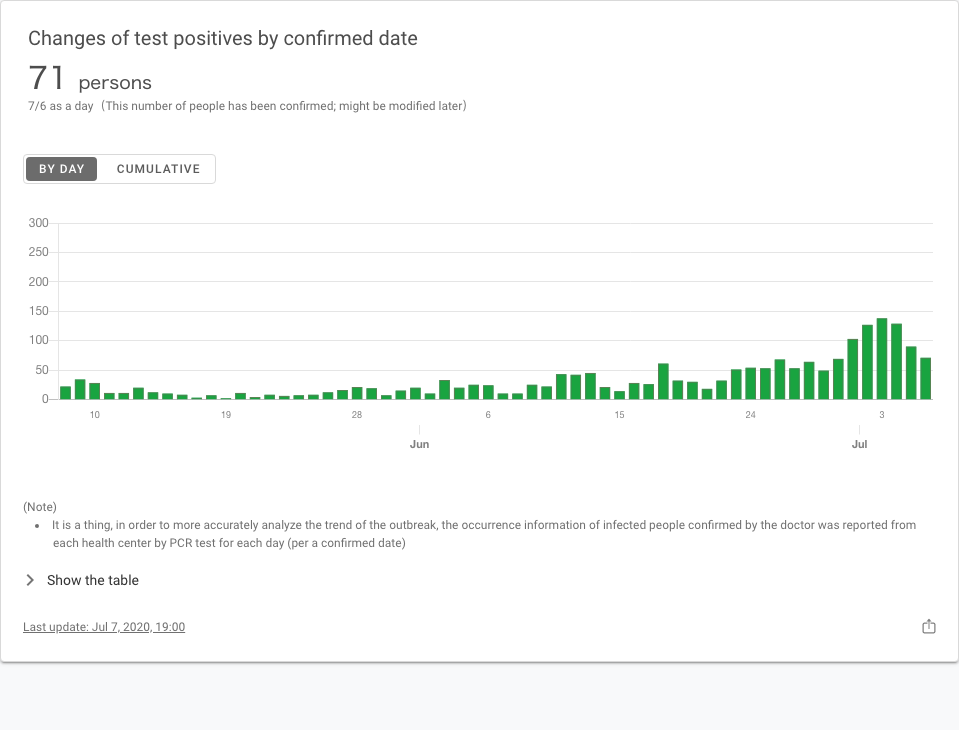 Changes of test positives by confirmed date
71 persons
7/6 as a day（This number of people has been confirmed; might be modified later）
BY DAY CUMULATIVE
300
250
200
150
100
50
0
10 19 28 6 15 24 3
Jun Jul
(Note)
• It is a thing, in order to more accurately analyze the trend of the outbreak, the occurrence information of infected people confirmed by the doctor was reported from
each health center by PCR test for each day (per a confirmed date)
Show the table
Last update: Jul 7, 2020, 19:00